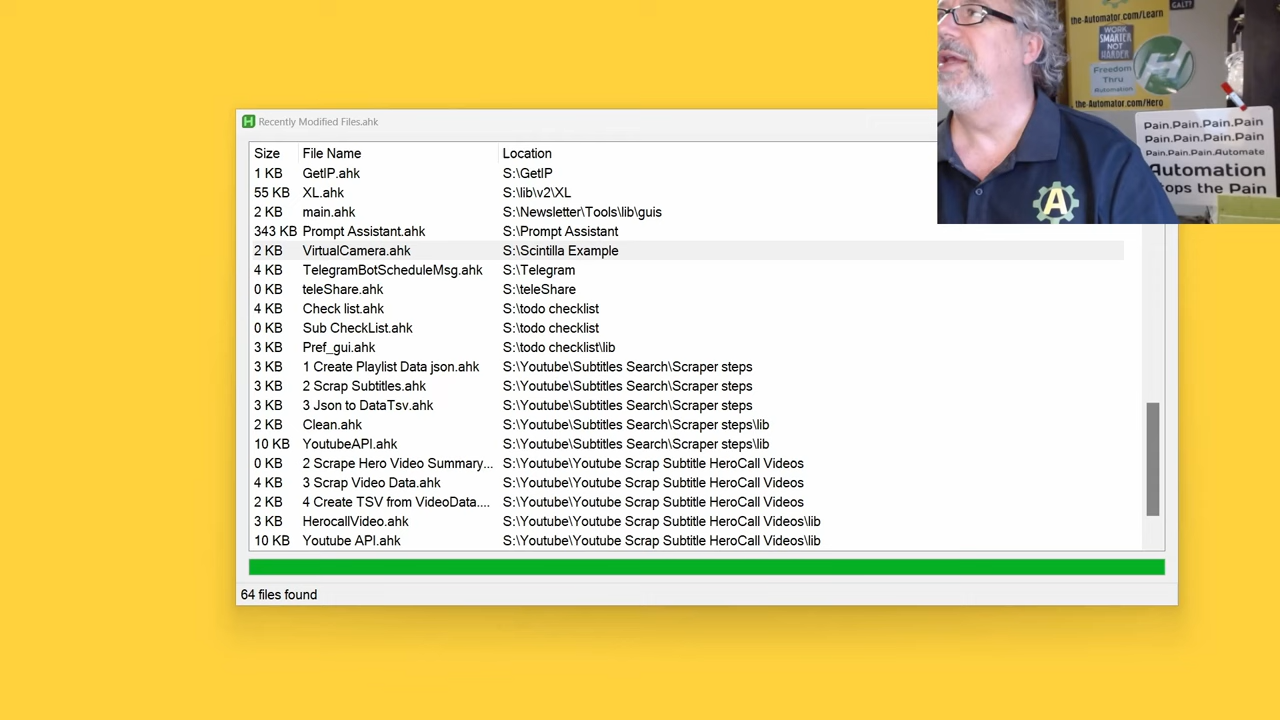 GALT?
the-Automator.com/Learn
WORK
SMARTER
NOT
HARDER
Freedom
Thru
Automation
the-Automator.com/Hero
Pain.Pain.Pain.Pain
Pain.Pain.Pain.Pain
Pain.Pain.Pain.Automate
Automation
tops the Pain
A
H
Recently Modified Files.ahk
Size File Name Location
1 KB GetIP.ahk S:\GetIP
55 KB XL.ahk S:\lib\v2\XL
2 KB main.ahk S:\Newsletter\Tools\lib\guis
343 KB Prompt Assistant.ahk S:\Prompt Assistant
2 KB VirtualCamera.ahk S:\Scintilla Example
4 KB TelegramBotScheduleMsg.ahk S:\Telegram
0 KB teleShare.ahk S:\teleShare
4 KB Check list.ahk S:\todo checklist
0 KB Sub CheckList.ahk S:\todo checklist
3 KB Pref_gui.ahk S:\todo checklist\lib
3 KB 1 Create Playlist Data json.ahk S:\Youtube\Subtitles Search\Scraper steps
3 KB 2 Scrap Subtitles.ahk S:\Youtube\Subtitles Search\Scraper steps
3 KB 3 Json to DataTsv.ahk S:\Youtube\Subtitles Search\Scraper steps
2 KB Clean.ahk S:\Youtube\Subtitles Search\Scraper steps\lib
10 KB YoutubeAPI.ahk S:\Youtube\Subtitles Search\Scraper steps\lib
0 KB 2 Scrape Hero Video Summary... S:\Youtube\Youtube Scrap Subtitle HeroCall Videos
4 KB 3 Scrap Video Data.ahk S:\Youtube\Youtube Scrap Subtitle HeroCall Videos
2 KB 4 Create TSV from VideoData.... S:\Youtube\Youtube Scrap Subtitle HeroCall Videos
3 KB HerocallVideo.ahk S:\Youtube\Youtube Scrap Subtitle HeroCall Videos\lib
10 KB Youtube API.ahk S:\Youtube\Youtube Scrap Subtitle HeroCall Videos\lib
64 files found